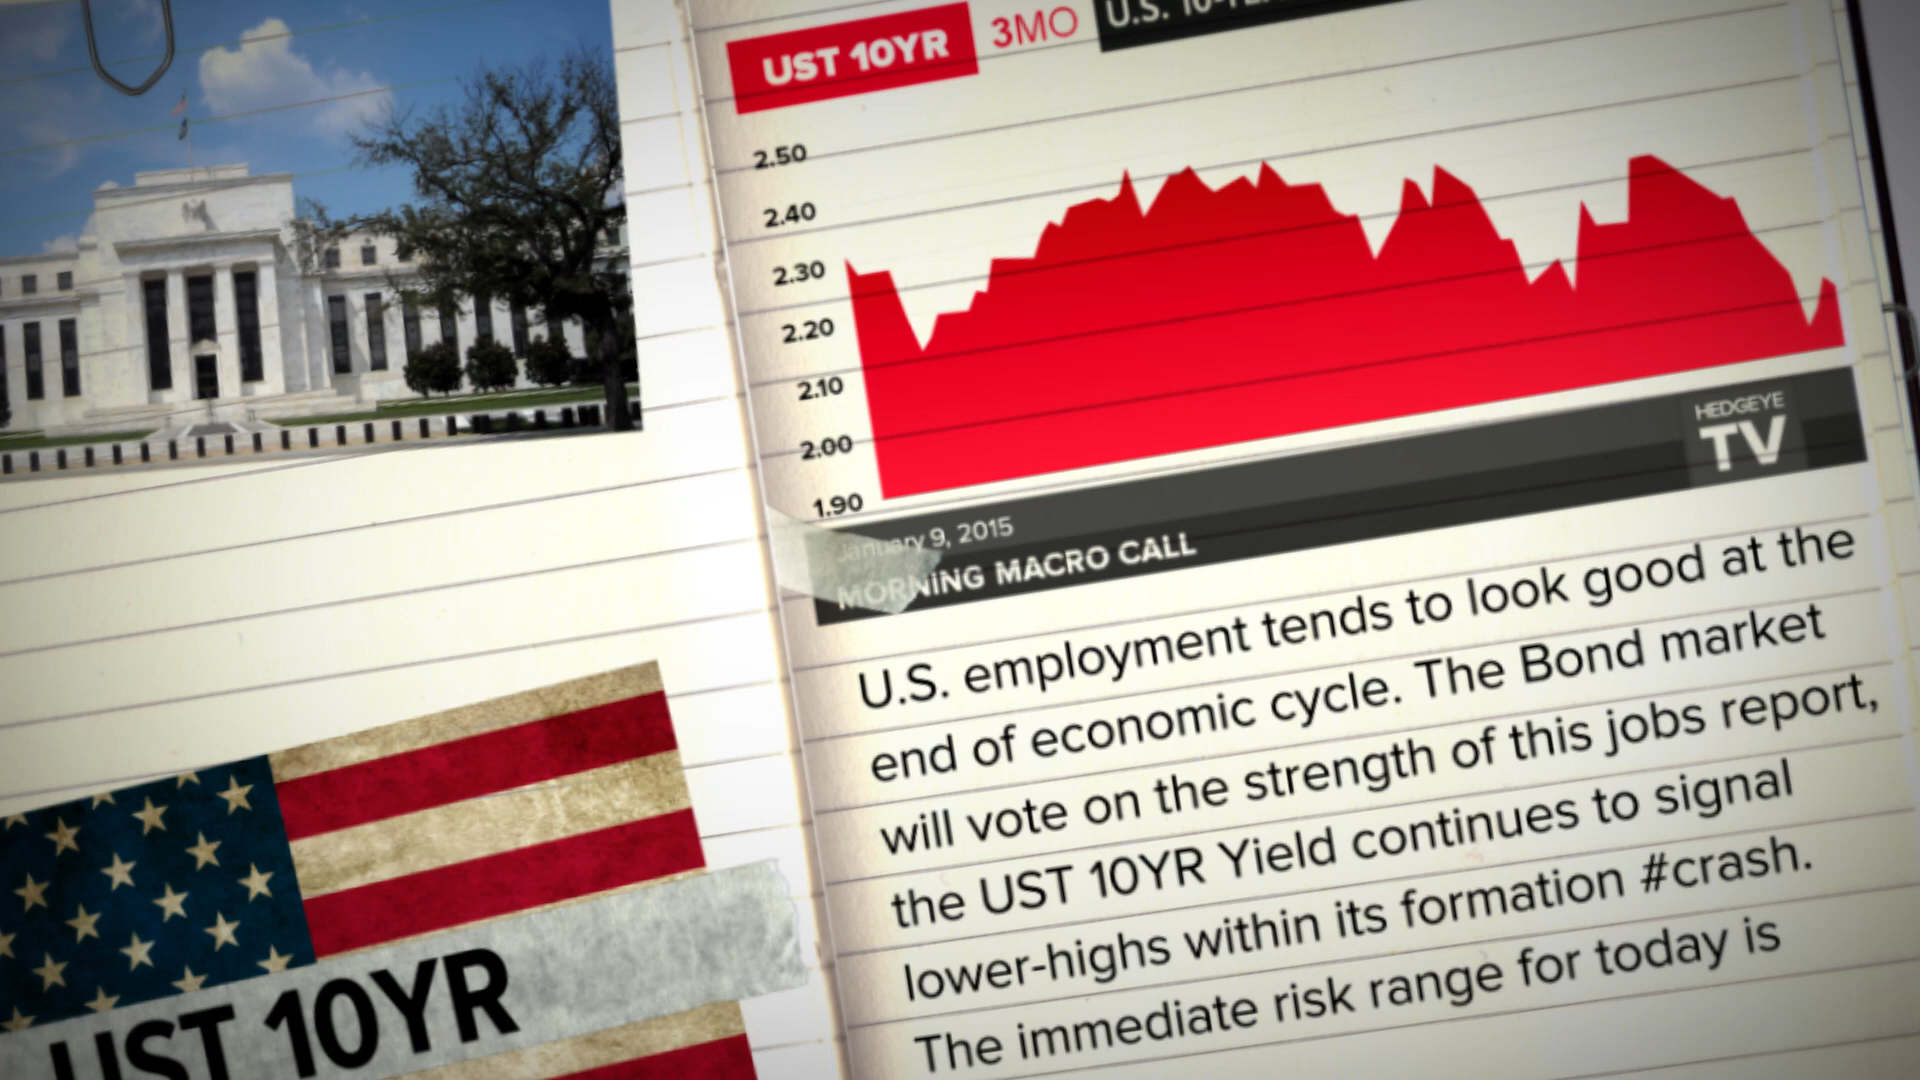 UST 10YR
3MO
U.S. 10-YEA
2.50
2.40
2.30
2.20
2.10
2.00
1.90
HEDGEYE
TV
January 9, 2015
MORNING MACRO CALL
U.S. employment tends to look good at the
end of economic cycle. The Bond market
will vote on the strength of this jobs report,
the UST 10YR Yield continues to signal
lower-highs within its formation #crash.
The immediate risk range for today is
UST 10YR